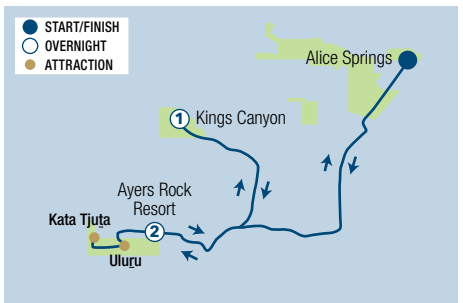 START/FINISH
OVERNIGHT
ATTRACTION
Alice Springs
1 Kings Canyon
Ayers Rock
Resort
Kata Tjuṯa
2
Uluṟu